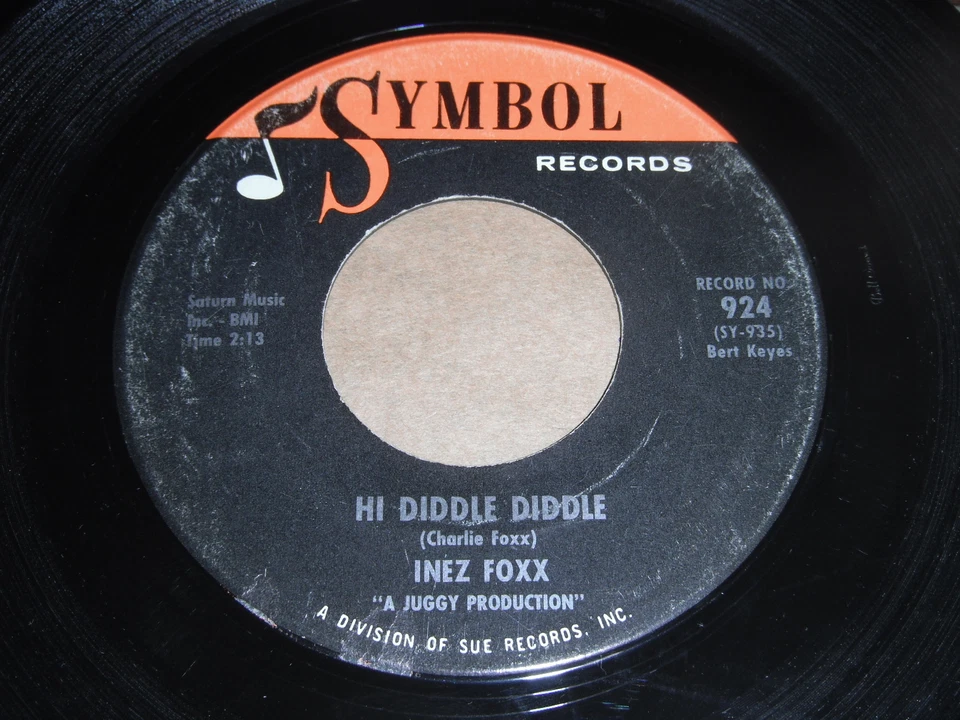 SYMBOL
RECORDS
Saturn Music
Inc. - BMI
Time 2:13
RECORD NO.
924
(SY-935)
Bert Keyes
HI DIDDLE DIDDLE
(Charlie Foxx)
INEZ FOXX
"A JUGGY PRODUCTION"
A DIVISION OF SUE RECORDS, INC.